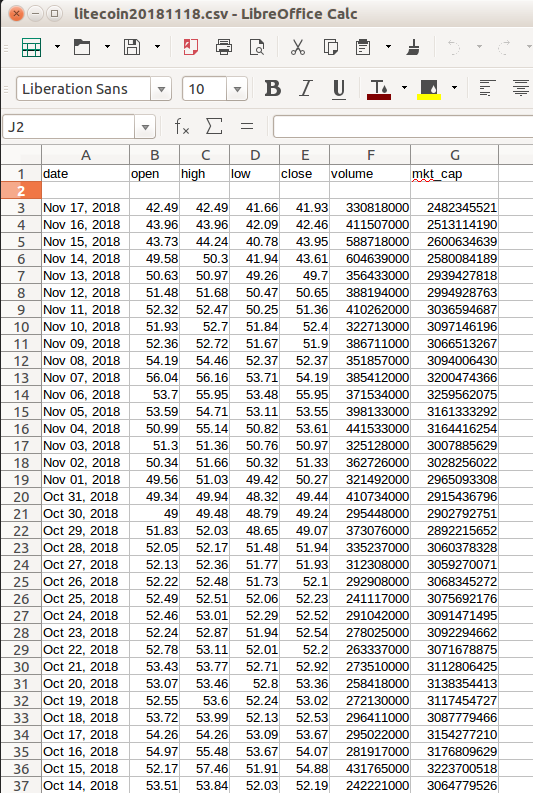 litecoin20181118.csv - LibreOffice Calc
Liberation Sans 10 B I U T
J2 fx Σ =
A B C D E F G
1 date open high low close volume mkt_cap
2
3 Nov 17, 2018 42.49 42.49 41.66 41.93 330818000 2482345521
4 Nov 16, 2018 43.96 43.96 42.09 42.46 411507000 2513114190
5 Nov 15, 2018 43.73 44.24 40.78 43.95 588718000 2600634639
6 Nov 14, 2018 49.58 50.3 41.94 43.61 604639000 2580084189
7 Nov 13, 2018 50.63 50.97 49.26 49.7 356433000 2939427818
8 Nov 12, 2018 51.48 51.68 50.47 50.65 388194000 2994928763
9 Nov 11, 2018 52.32 52.47 50.25 51.36 410262000 3036594687
10 Nov 10, 2018 51.93 52.7 51.84 52.4 322713000 3097146196
11 Nov 09, 2018 52.36 52.72 51.67 51.9 386711000 3066513267
12 Nov 08, 2018 54.19 54.46 52.37 52.37 351857000 3094006430
13 Nov 07, 2018 56.04 56.16 53.71 54.19 385412000 3200474366
14 Nov 06, 2018 53.7 55.95 53.48 55.95 371534000 3259562075
15 Nov 05, 2018 53.59 54.71 53.11 53.55 398133000 3161333292
16 Nov 04, 2018 50.99 55.14 50.82 53.61 441533000 3164416254
17 Nov 03, 2018 51.3 51.36 50.76 50.97 325128000 3007885629
18 Nov 02, 2018 50.34 51.66 50.32 51.33 362726000 3028256022
19 Nov 01, 2018 49.56 51.03 49.42 50.27 321492000 2965093308
20 Oct 31, 2018 49.34 49.94 48.32 49.44 410734000 2915436796
21 Oct 30, 2018 49 49.48 48.79 49.24 295448000 2902792751
22 Oct 29, 2018 51.83 52.03 48.65 49.07 373076000 2892215652
23 Oct 28, 2018 52.05 52.17 51.48 51.94 335237000 3060378328
24 Oct 27, 2018 52.13 52.36 51.77 51.93 312308000 3059270071
25 Oct 26, 2018 52.22 52.48 51.73 52.1 292908000 3068345272
26 Oct 25, 2018 52.49 52.51 52.06 52.23 241117000 3075692176
27 Oct 24, 2018 52.46 53.01 52.29 52.52 291042000 3091471495
28 Oct 23, 2018 52.24 52.87 51.94 52.54 278025000 3092294662
29 Oct 22, 2018 52.78 53.11 52.01 52.2 263337000 3071678875
30 Oct 21, 2018 53.43 53.77 52.71 52.92 273510000 3112806425
31 Oct 20, 2018 53.07 53.46 52.8 53.36 258418000 3138354413
32 Oct 19, 2018 52.55 53.6 52.24 53.02 272130000 3117454727
33 Oct 18, 2018 53.72 53.99 52.13 52.53 296411000 3087779466
34 Oct 17, 2018 54.26 54.26 53.09 53.67 295022000 3154277210
35 Oct 16, 2018 54.97 55.48 53.67 54.07 281917000 3176809629
36 Oct 15, 2018 52.17 57.46 51.91 54.88 431765000 3223700518
37 Oct 14, 2018 53.51 53.84 52.03 52.19 242221000 3064779526